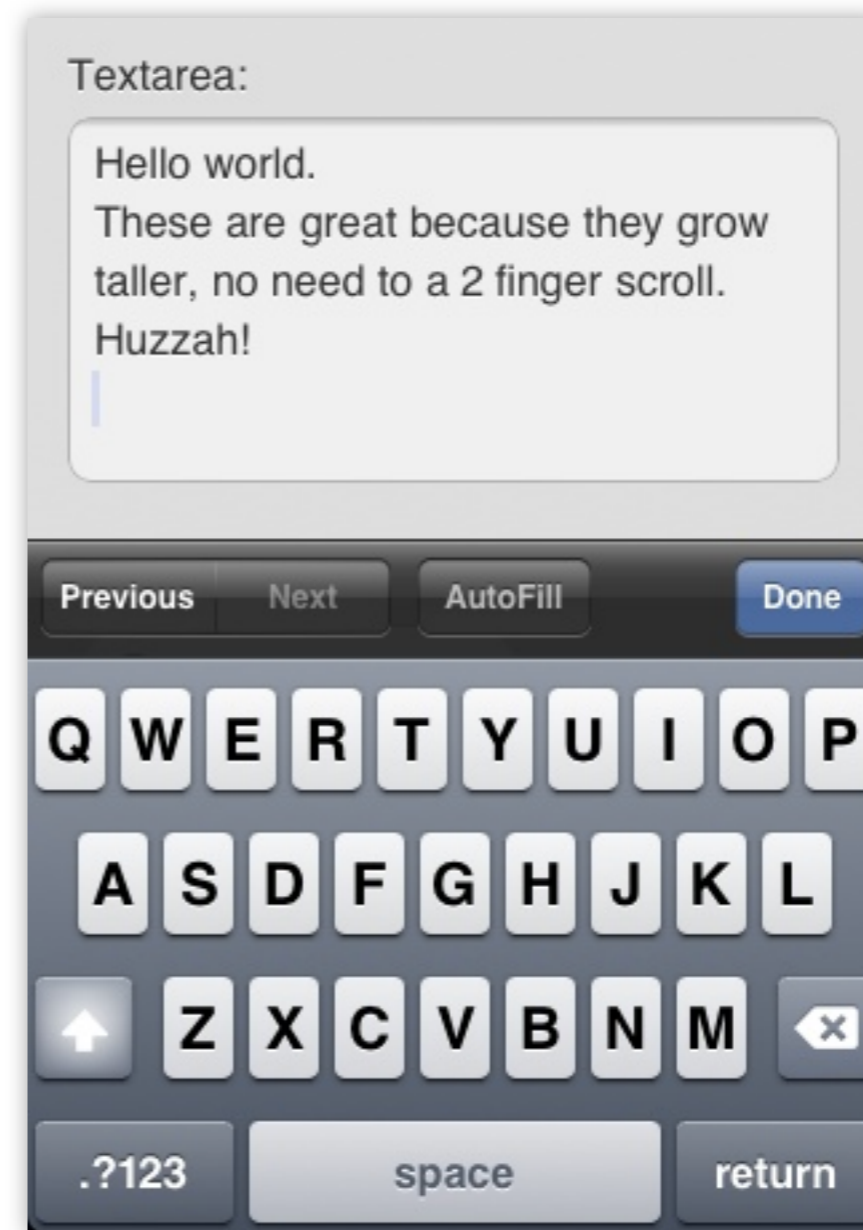 Textarea:
Hello world.
These are great because they grow
taller, no need to a 2 finger scroll.
Huzzah!
Previous Next AutoFill Done
Q W E R T Y U I O P
A S D F G H J K L
Z X C V B N M
.?123 space return